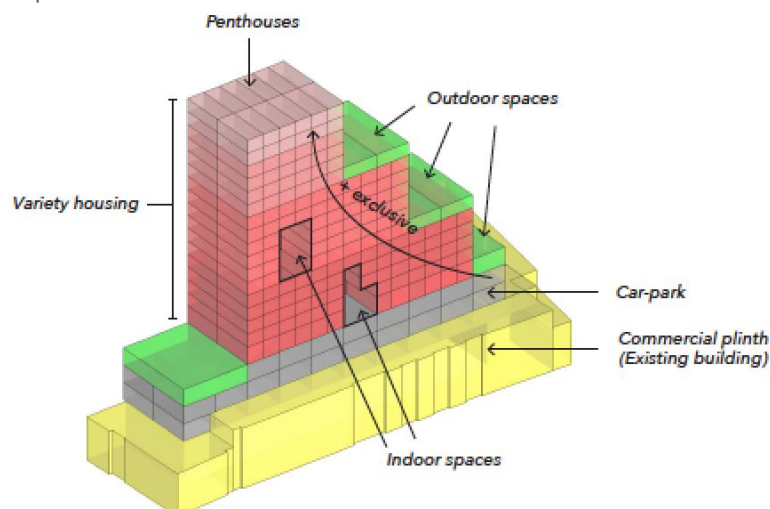 Penthouses
Outdoor spaces
+ exclusive
Variety housing
Car-park
Commercial plinth
(Existing building)
Indoor spaces